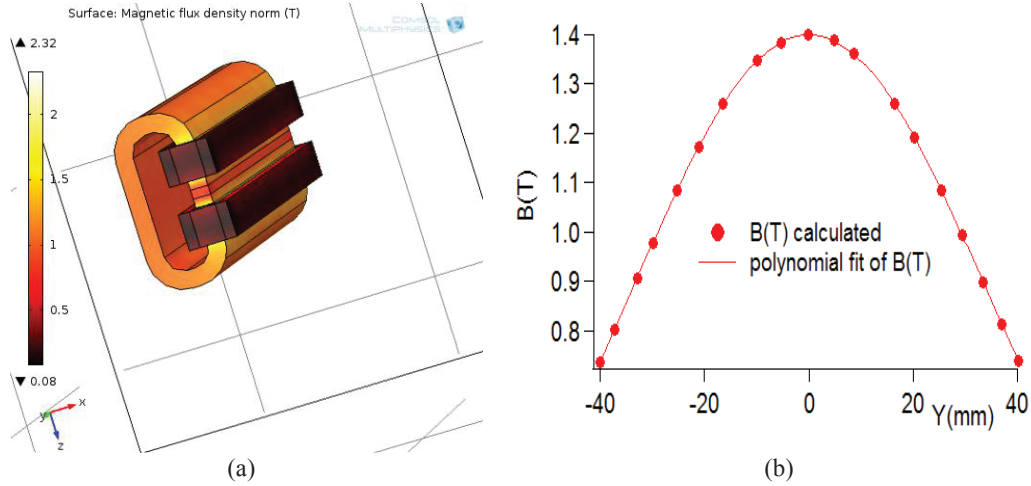 Surface: Magnetic flux density norm (T)
COMSOL
MULTIPHYSICS
▲ 2.32
2
1.5
1
0.5
▼ 0.08
y
x
z
(a)
1.4
1.3
1.2
1.1
1.0
0.9
0.8
B(T)
B(T) calculated
polynomial fit of B(T)
-40
-20
0
20
40
Y(mm)
(b)